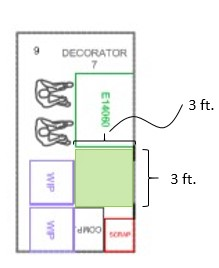 9
DECORATOR
7
E14060
3 ft.
3 ft.
WIP
WIP
COMP
SCRAP